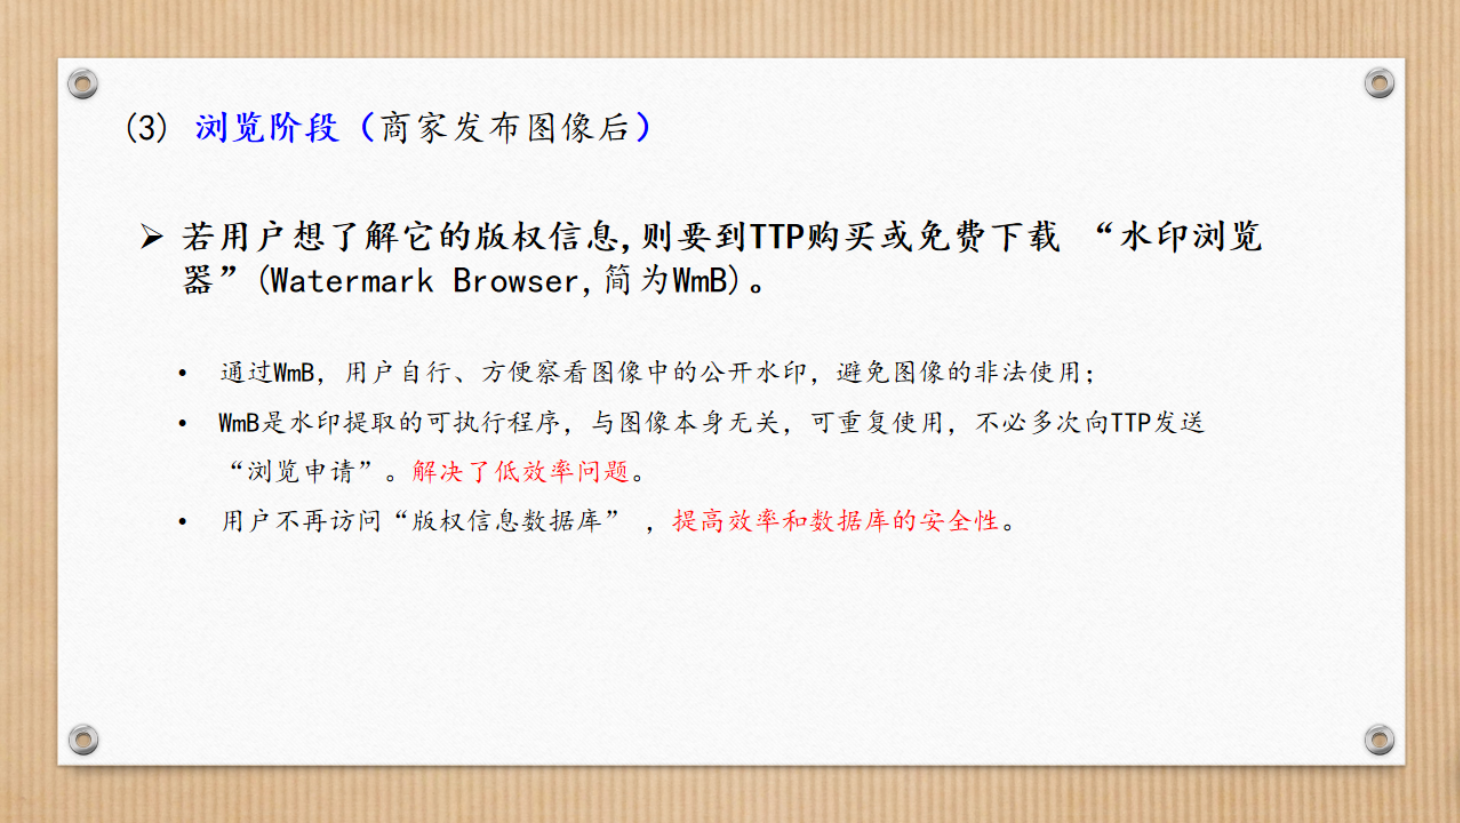 (3) 浏览阶段（商家发布图像后）
➢ 若用户想了解它的版权信息,则要到TTP购买或免费下载 “水印浏览
器”(Watermark Browser,简为WmB)。
• 通过WmB，用户自行、方便察看图像中的公开水印，避免图像的非法使用；
• WmB是水印提取的可执行程序，与图像本身无关，可重复使用，不必多次向TTP发送
“浏览申请”。解决了低效率问题。
• 用户不再访问“版权信息数据库” ，提高效率和数据库的安全性。